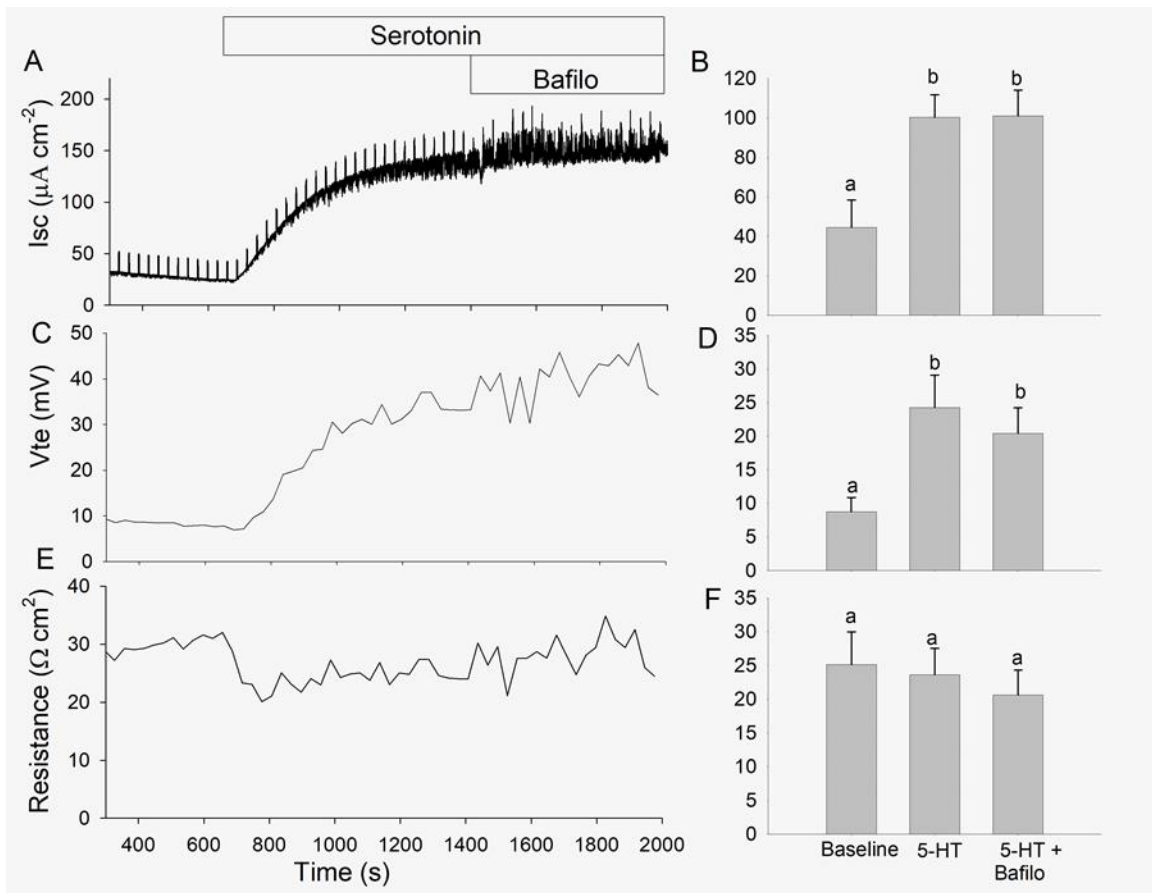 Serotonin
Bafilo
A
Isc (µA cm-2)
200
150
100
50
0
B
120
100
80
60
40
20
0
a
b
b
C
Vte (mV)
50
40
30
20
10
0
D
35
30
25
20
15
10
5
0
a
b
b
E
Resistance (Ω cm2)
40
30
20
10
0
400 600 800 1000 1200 1400 1600 1800 2000
Time (s)
F
35
30
25
20
15
10
5
0
a
a
a
Baseline 5-HT 5-HT +
Bafilo